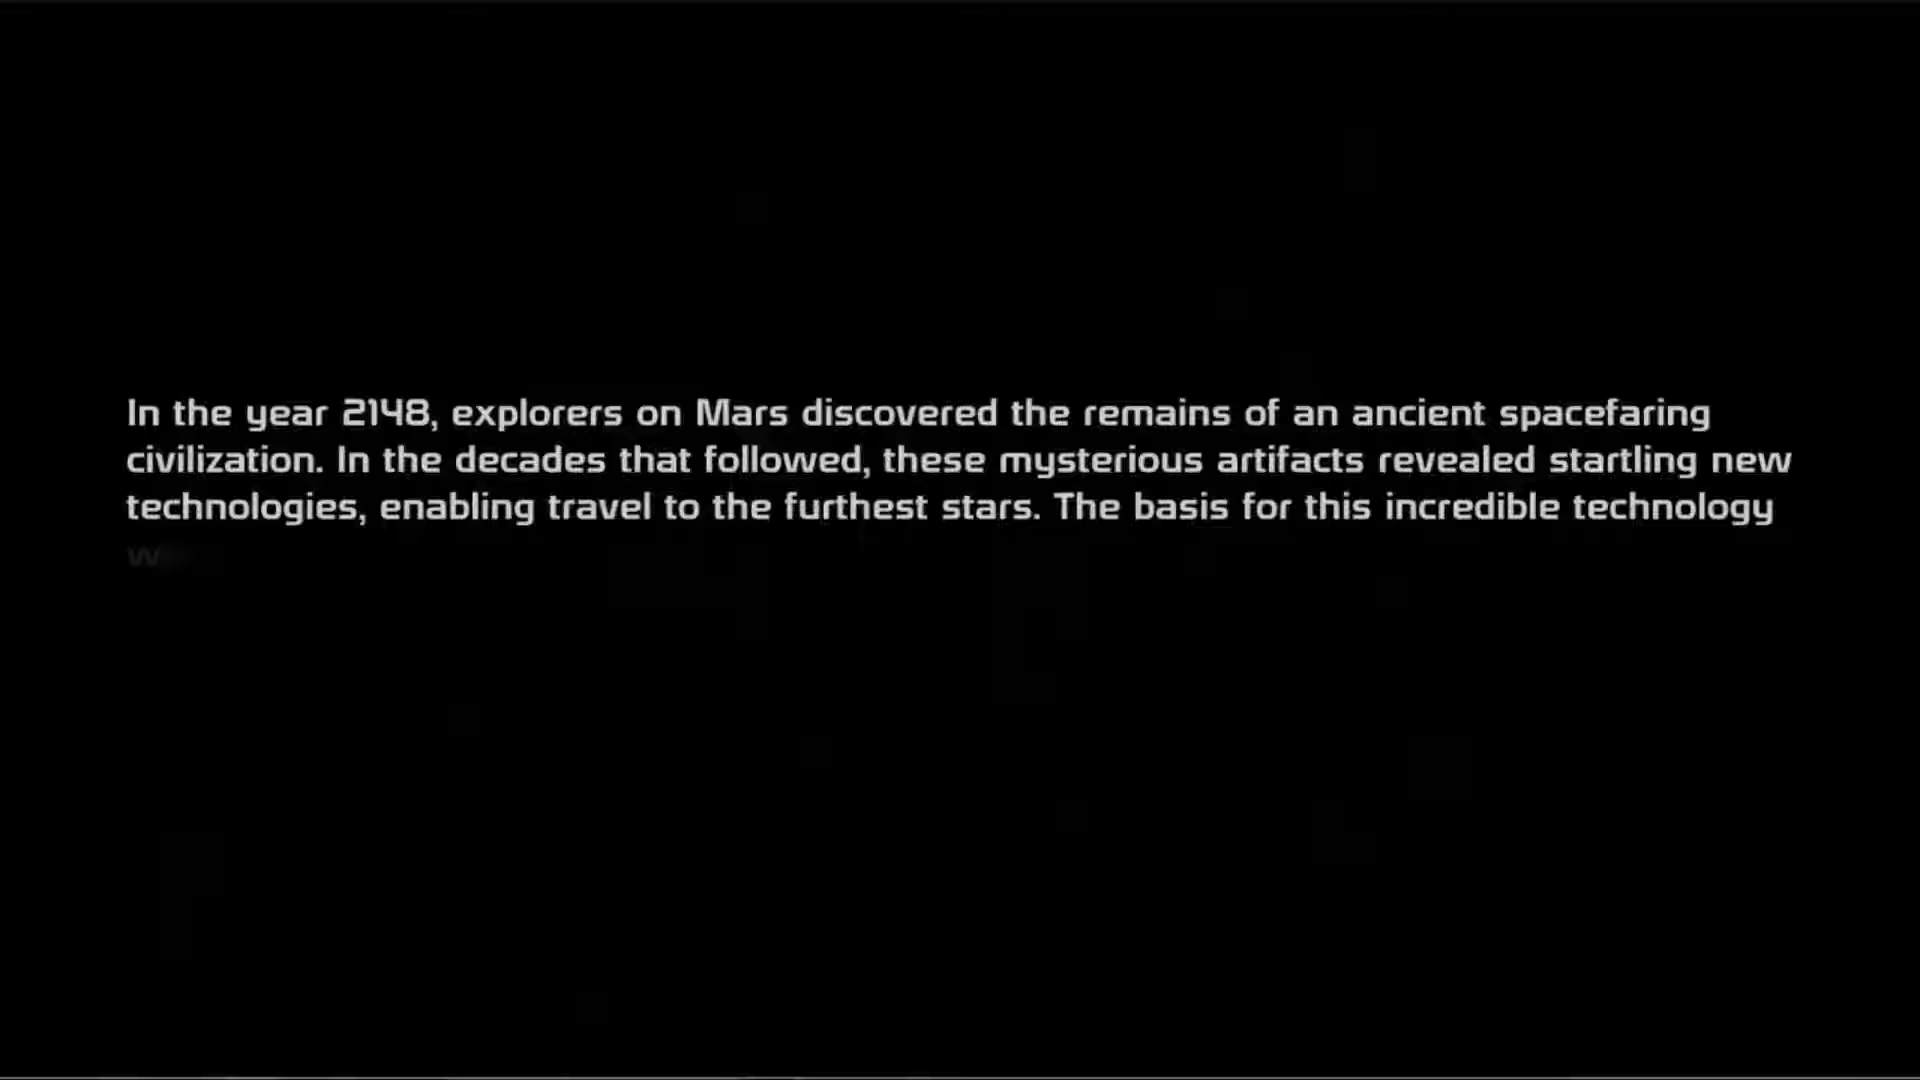 In the year 2148, explorers on Mars discovered the remains of an ancient spacefaring
civilization. In the decades that followed, these mysterious artifacts revealed startling new
technologies, enabling travel to the furthest stars. The basis for this incredible technology